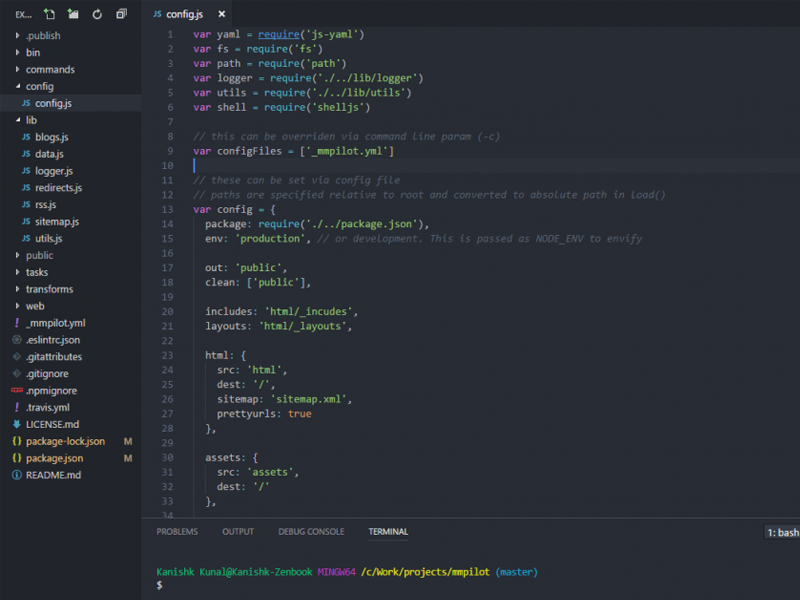 EX...
.publish
bin
commands
config
JS config.js
lib
JS blogs.js
JS data.js
JS logger.js
JS redirects.js
JS rss.js
JS sitemap.js
JS utils.js
public
tasks
transforms
web
! _mmpilot.yml
.eslintrc.json
.gitattributes
.gitignore
npm .npmignore
! .travis.yml
LICENSE.md
{} package-lock.json M
{} package.json M
README.md
JS config.js ×
1 var yaml = require('js-yaml')
2 var fs = require('fs')
3 var path = require('path')
4 var logger = require('./../lib/logger')
5 var utils = require('./../lib/utils')
6 var shell = require('shelljs')
7
8 // this can be overriden via command line param (-c)
9 var configFiles = ['_mmpilot.yml']
10
11 // these can be set via config file
12 // paths are specified relative to root and converted to absolute path in load()
13 var config = {
14 package: require('./../package.json'),
15 env: 'production', // or development. This is passed as NODE_ENV to envify
16
17 out: 'public',
18 clean: ['public'],
19
20 includes: 'html/_incudes',
21 layouts: 'html/_layouts',
22
23 html: {
24 src: 'html',
25 dest: '/',
26 sitemap: 'sitemap.xml',
27 prettyurls: true
28 },
29
30 assets: {
31 src: 'assets',
32 dest: '/'
33 },
34
PROBLEMS OUTPUT DEBUG CONSOLE TERMINAL 1: bash
Kanishk Kunal@Kanishk-Zenbook MINGW64 /c/Work/projects/mmpilot (master)
$